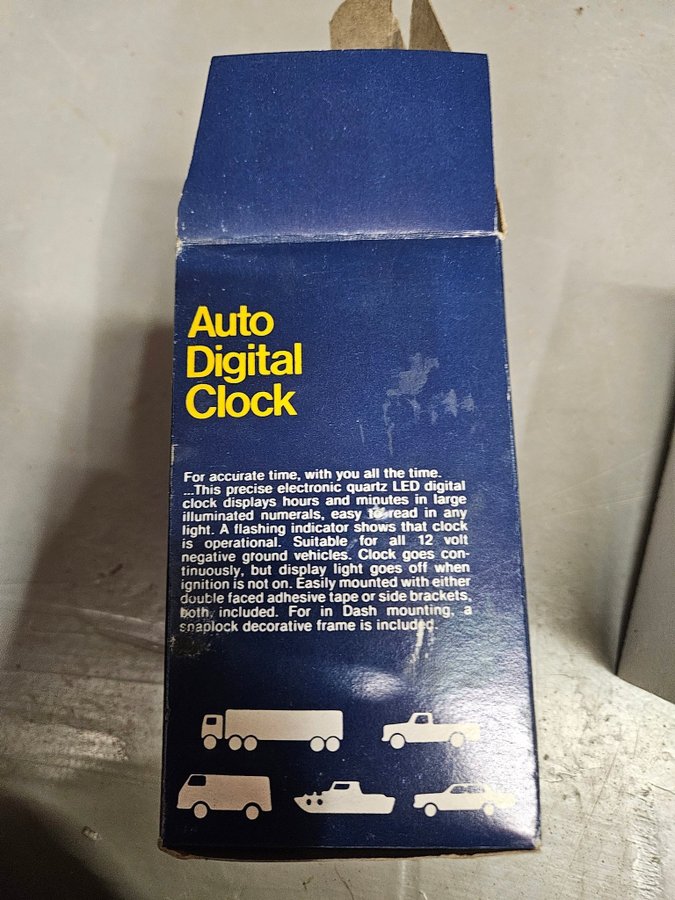 Auto
Digital
Clock
For accurate time, with you all the time.
...This precise electronic quartz LED digital
clock displays hours and minutes in large
illuminated numerals, easy to read in any
light. A flashing indicator shows that clock
is operational. Suitable for all 12 volt
negative ground vehicles. Clock goes con-
tinuously, but display light goes off when
ignition is not on. Easily mounted with either
double faced adhesive tape or side brackets,
both included. For in Dash mounting, a
snaplock decorative frame is included.